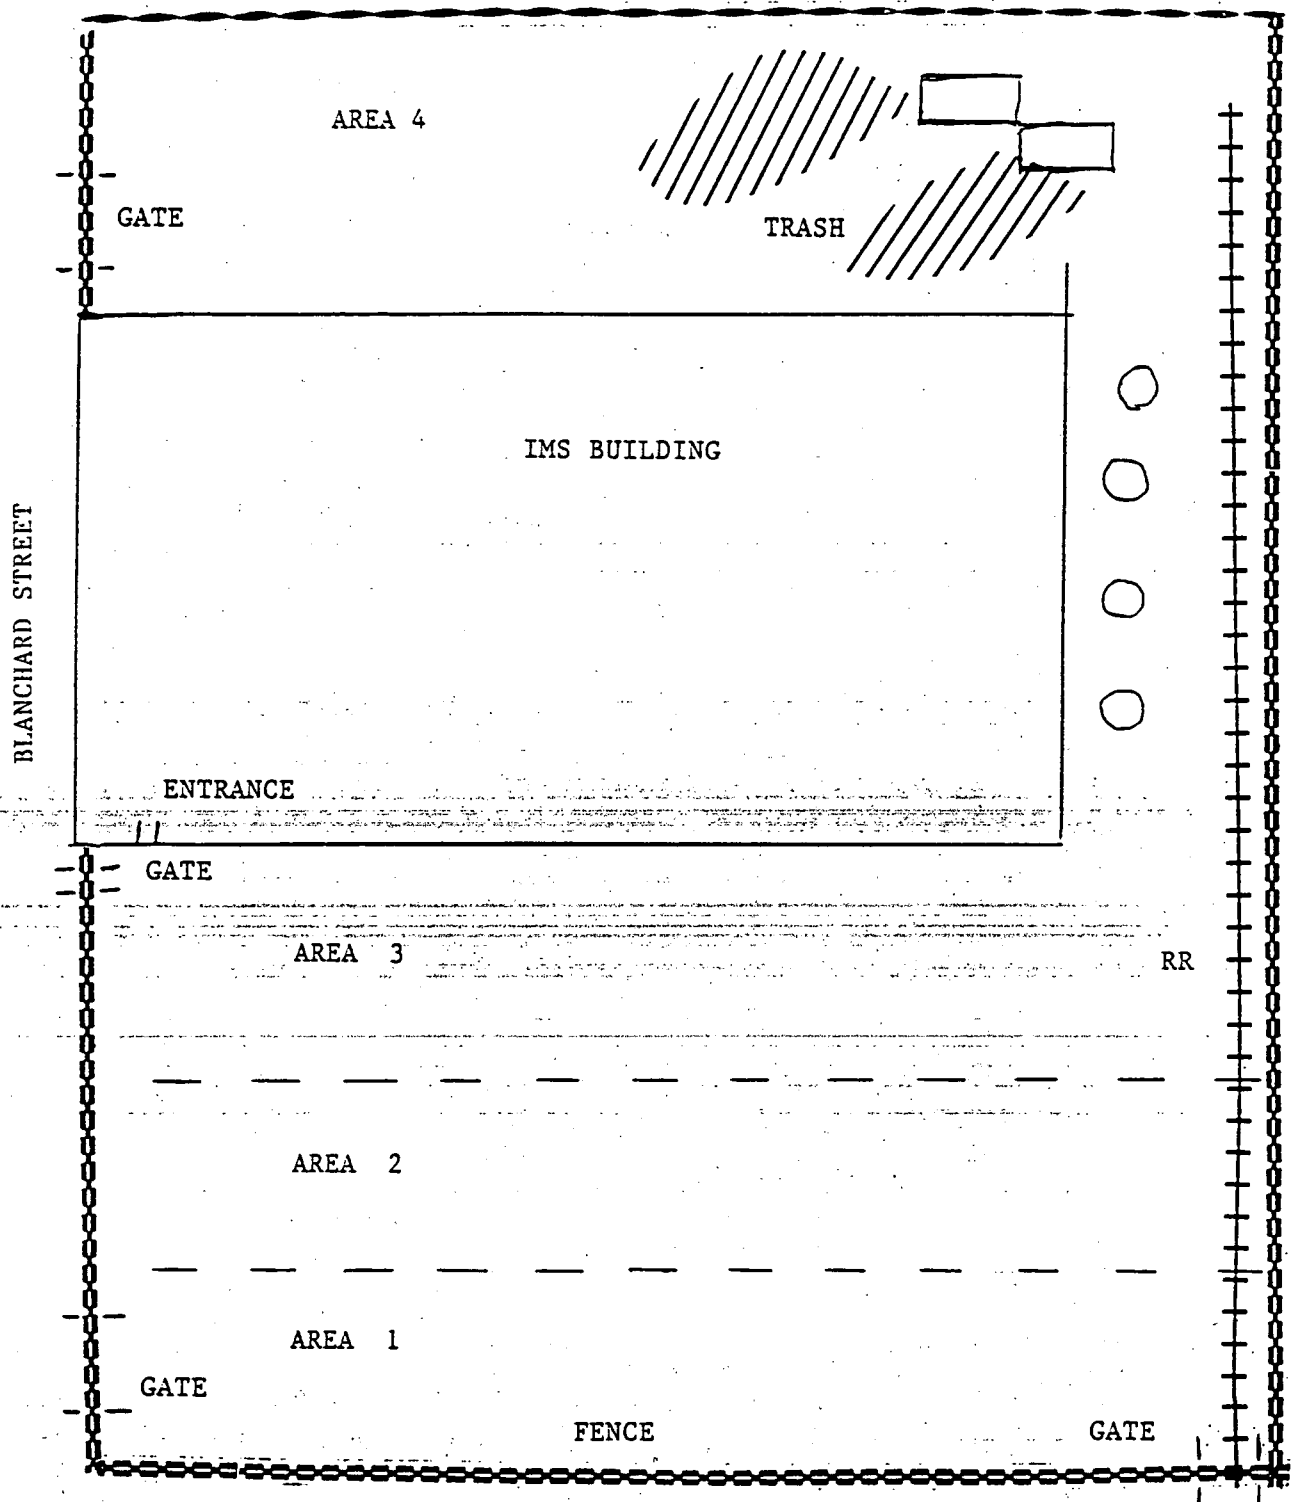 AREA 4
GATE
TRASH
IMS BUILDING
BLANCHARD STREET
ENTRANCE
GATE
AREA 3
RR
AREA 2
AREA 1
GATE
FENCE
GATE